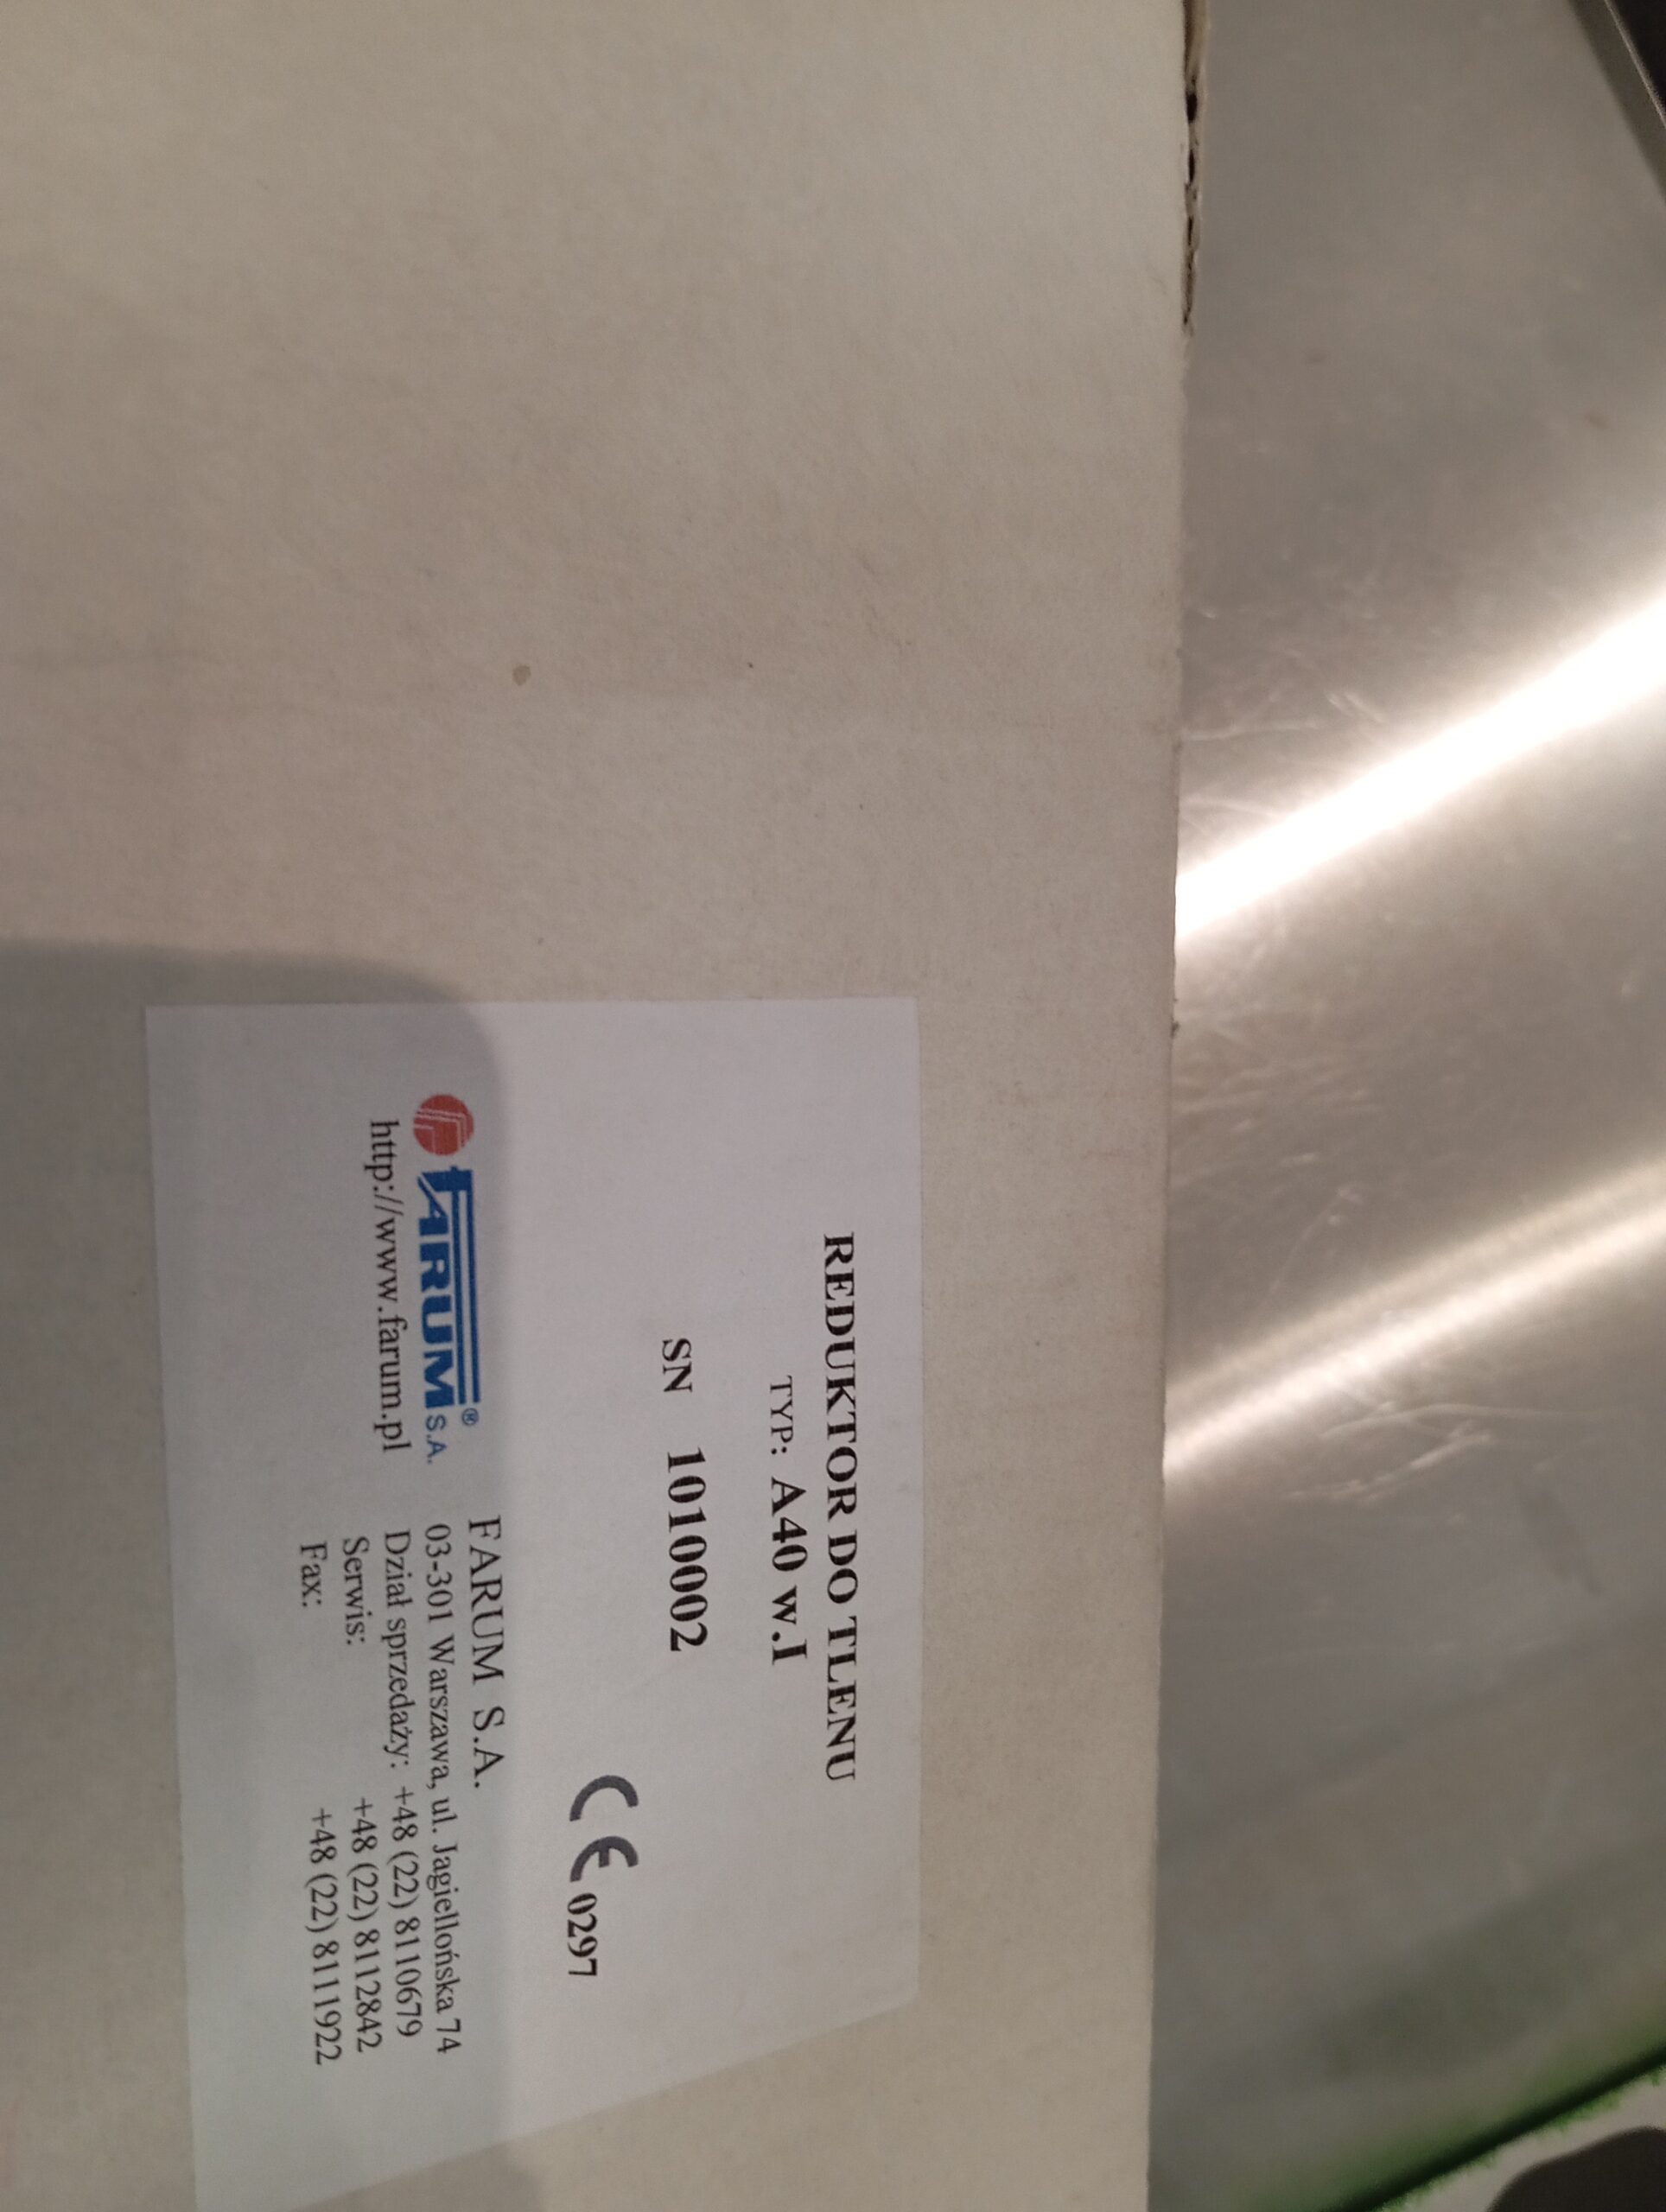 REDUKTOR DO TLENU
TYP: A40 w.I
SN 1010002
CE 0297
FARUM® S.A.
http://www.farum.pl
FARUM S.A.
03-301 Warszawa, ul. Jagiellońska 74
Dział sprzedaży: +48 (22) 8110679
Serwis: +48 (22) 8112842
Fax: +48 (22) 8111922